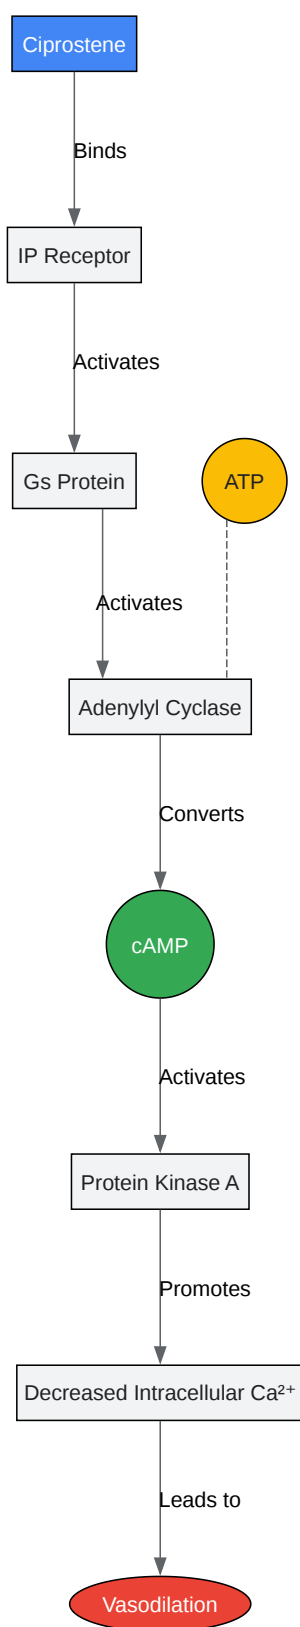 Ciprostene
Binds
IP Receptor
Activates
Gs Protein
ATP
Activates
Adenylyl Cyclase
Converts
cAMP
Activates
Protein Kinase A
Promotes
Decreased Intracellular Ca²⁺
Leads to
Vasodilation